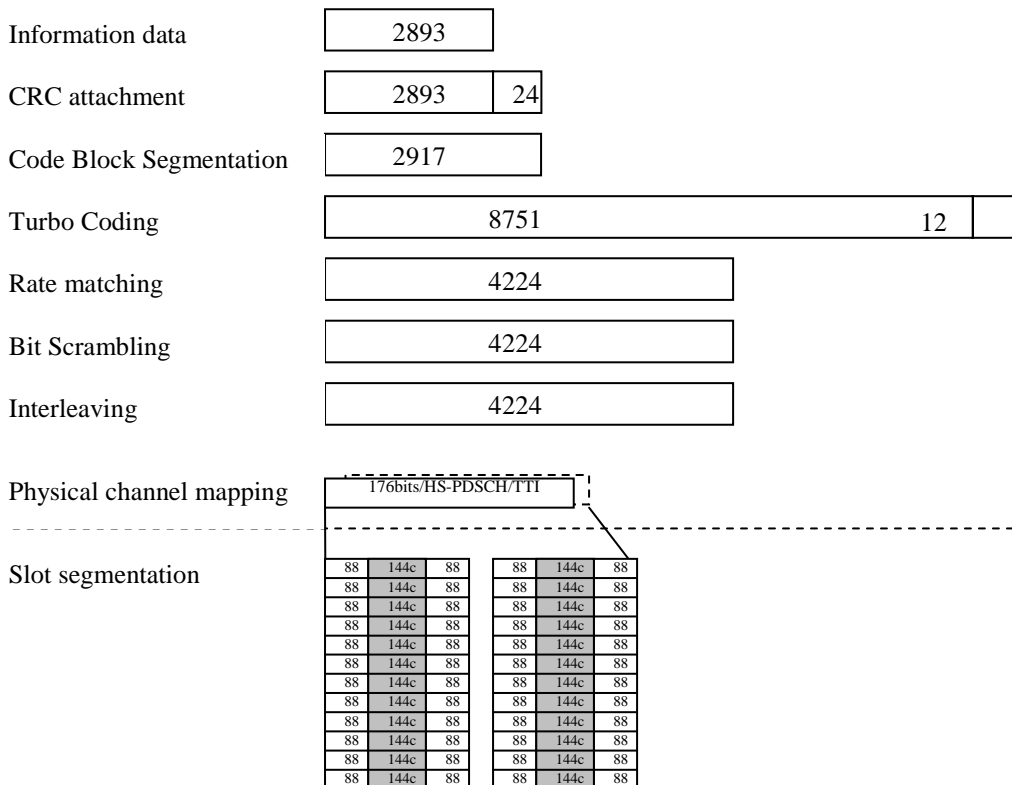 Information data 2893
CRC attachment 2893 24
Code Block Segmentation 2917
Turbo Coding 8751 12
Rate matching 4224
Bit Scrambling 4224
Interleaving 4224
Physical channel mapping 176bits/HS-PDSCH/TTI
Slot segmentation
88 144c 88 88 144c 88
88 144c 88 88 144c 88
88 144c 88 88 144c 88
88 144c 88 88 144c 88
88 144c 88 88 144c 88
88 144c 88 88 144c 88
88 144c 88 88 144c 88
88 144c 88 88 144c 88
88 144c 88 88 144c 88
88 144c 88 88 144c 88
88 144c 88 88 144c 88
88 144c 88 88 144c 88